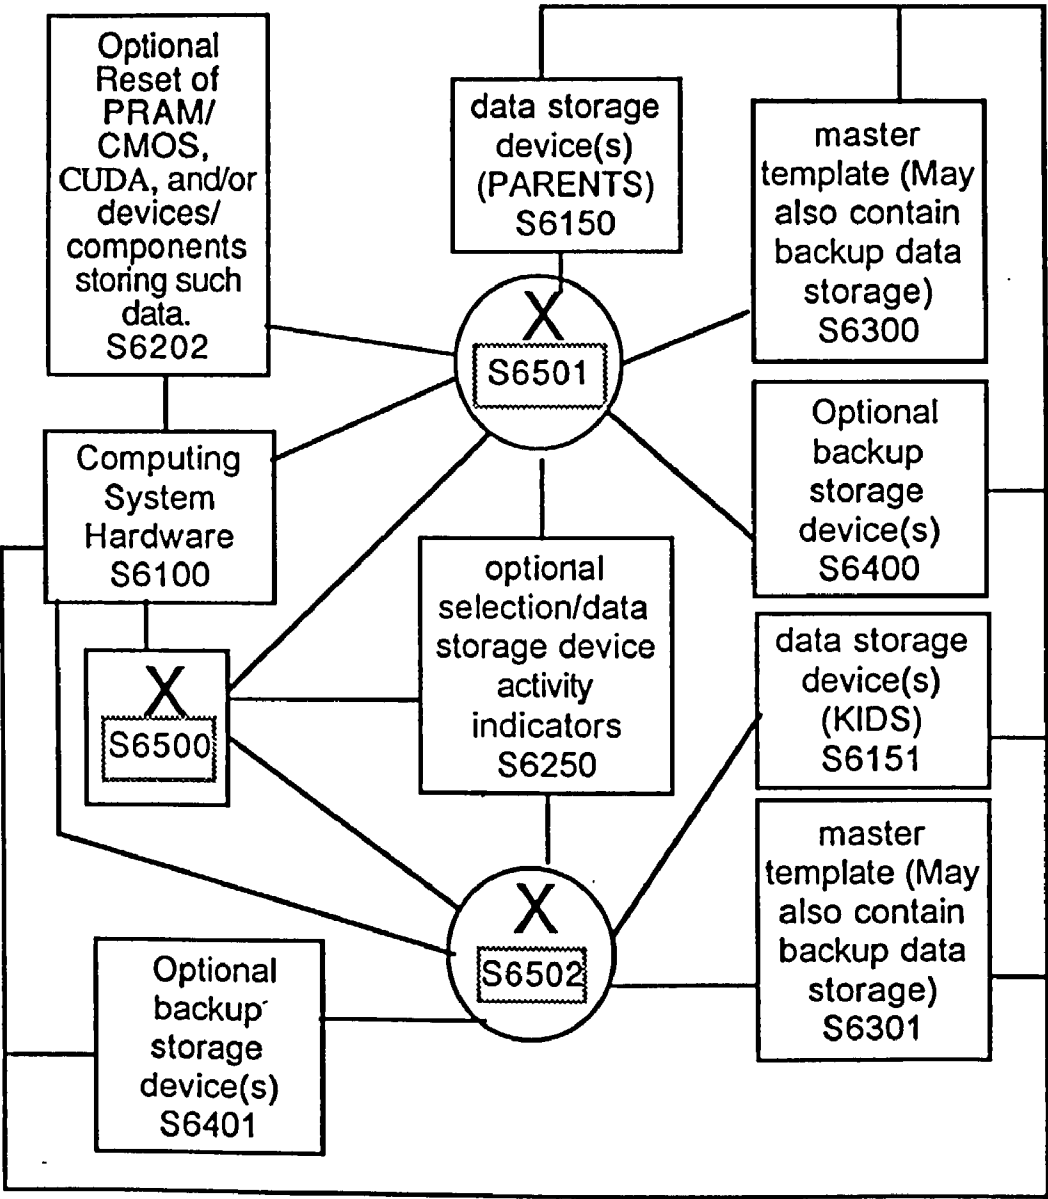 Optional
Reset of
PRAM/
CMOS,
CUDA, and/or
devices/
components
storing such
data.
S6202
data storage
device(s)
(PARENTS)
S6150
master
template (May
also contain
backup data
storage)
S6300
X
S6501
Computing
System
Hardware
S6100
Optional
backup
storage
device(s)
S6400
optional
selection/data
storage device
activity
indicators
S6250
X
S6500
data storage
device(s)
(KIDS)
S6151
master
template (May
also contain
backup data
storage)
S6301
X
S6502
Optional
backup
storage
device(s)
S6401